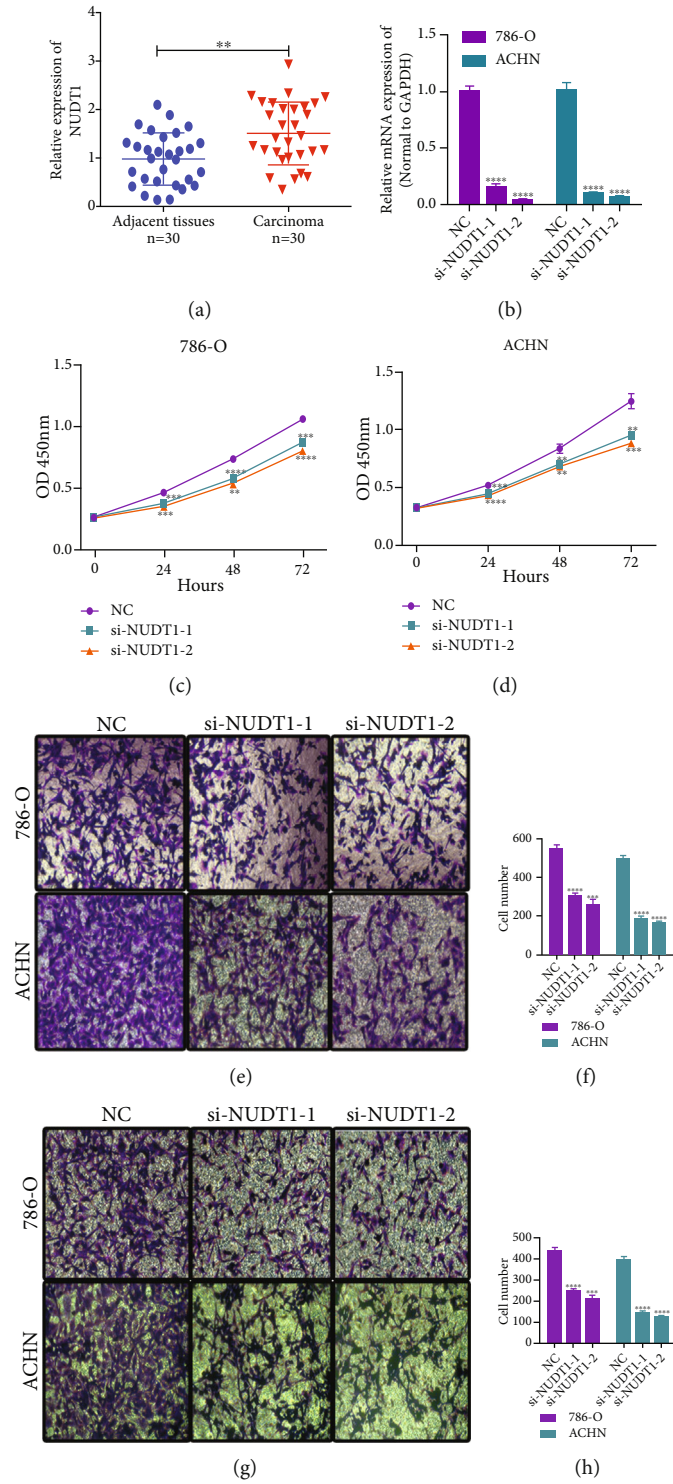 Relative expression of
NUDT1
4
3
2
1
0
**
Adjacent tissues
n=30
Carcinoma
n=30
(a)
Relative mRNA expression of
(Normal to GAPDH)
786-O
ACHN
1.5
1.0
0.5
0.0
**** **** **** ****
NC
si-NUDT1-1
si-NUDT1-2
NC
si-NUDT1-1
si-NUDT1-2
(b)
786-O
OD 450nm
1.5
1.0
0.5
0.0
*** **** ***
*** ** ****
0 24 48 72
Hours
NC
si-NUDT1-1
si-NUDT1-2
(c)
ACHN
OD 450nm
1.5
1.0
0.5
0.0
*** ** **
**** ** ***
0 24 48 72
Hours
NC
si-NUDT1-1
si-NUDT1-2
(d)
NC si-NUDT1-1 si-NUDT1-2
786-O
ACHN
(e)
Cell number
600
400
200
0
**** *** **** ****
NC
si-NUDT1-1
si-NUDT1-2
NC
si-NUDT1-1
si-NUDT1-2
786-O
ACHN
(f)
NC si-NUDT1-1 si-NUDT1-2
786-O
ACHN
(g)
Cell number
500
400
300
200
100
0
**** *** **** ****
NC
si-NUDT1-1
si-NUDT1-2
NC
si-NUDT1-1
si-NUDT1-2
786-O
ACHN
(h)